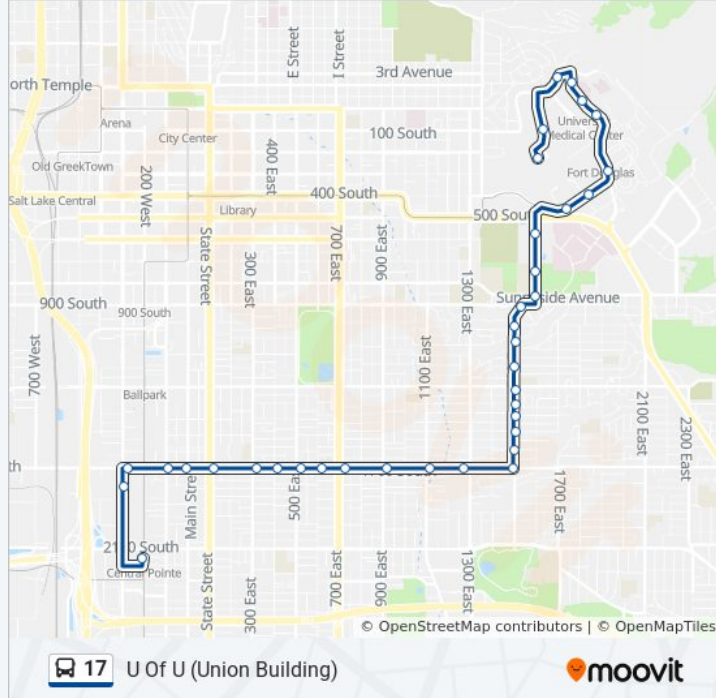 E Street
I Street
3rd Avenue
orth Temple
Arena
City Center
100 South
Univers
Medical Center
Old GreekTown
200 West
400 East
Fort Douglas
400 South
Salt Lake Central
Library
500 Sou
State Street
300 East
700 East
900 East
1300 East
900 South
900 South
Sunnyside Avenue
700 West
1100 East
Ballpark
2100 East
2300 East
th
Main Stre
500 Ea
1700 East
2100 South
Central Pointe
State Street
300 East
700 East
900 East
1300 East
© OpenStreetMap contributors | © OpenMapTiles
17 U Of U (Union Building)
moovit